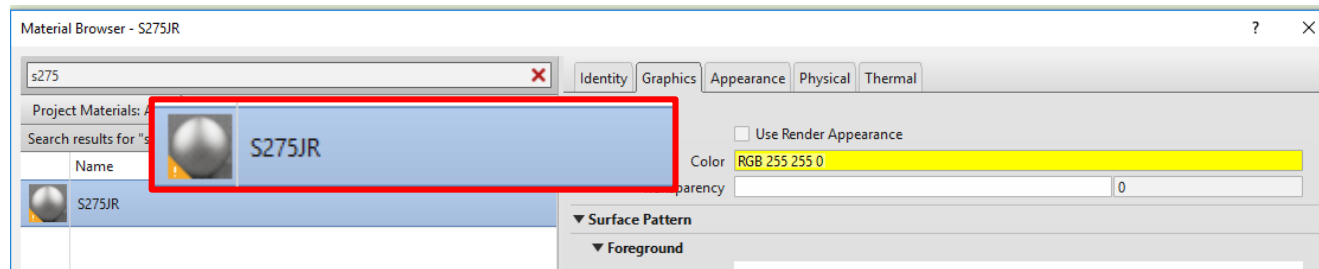 Material Browser - S275JR
?
s275
Identity Graphics Appearance Physical Thermal
Project Materials:
Search results for "s
S275JR
Use Render Appearance
Name
Color RGB 255 255 0
0
S275JR
Surface Pattern
Foreground